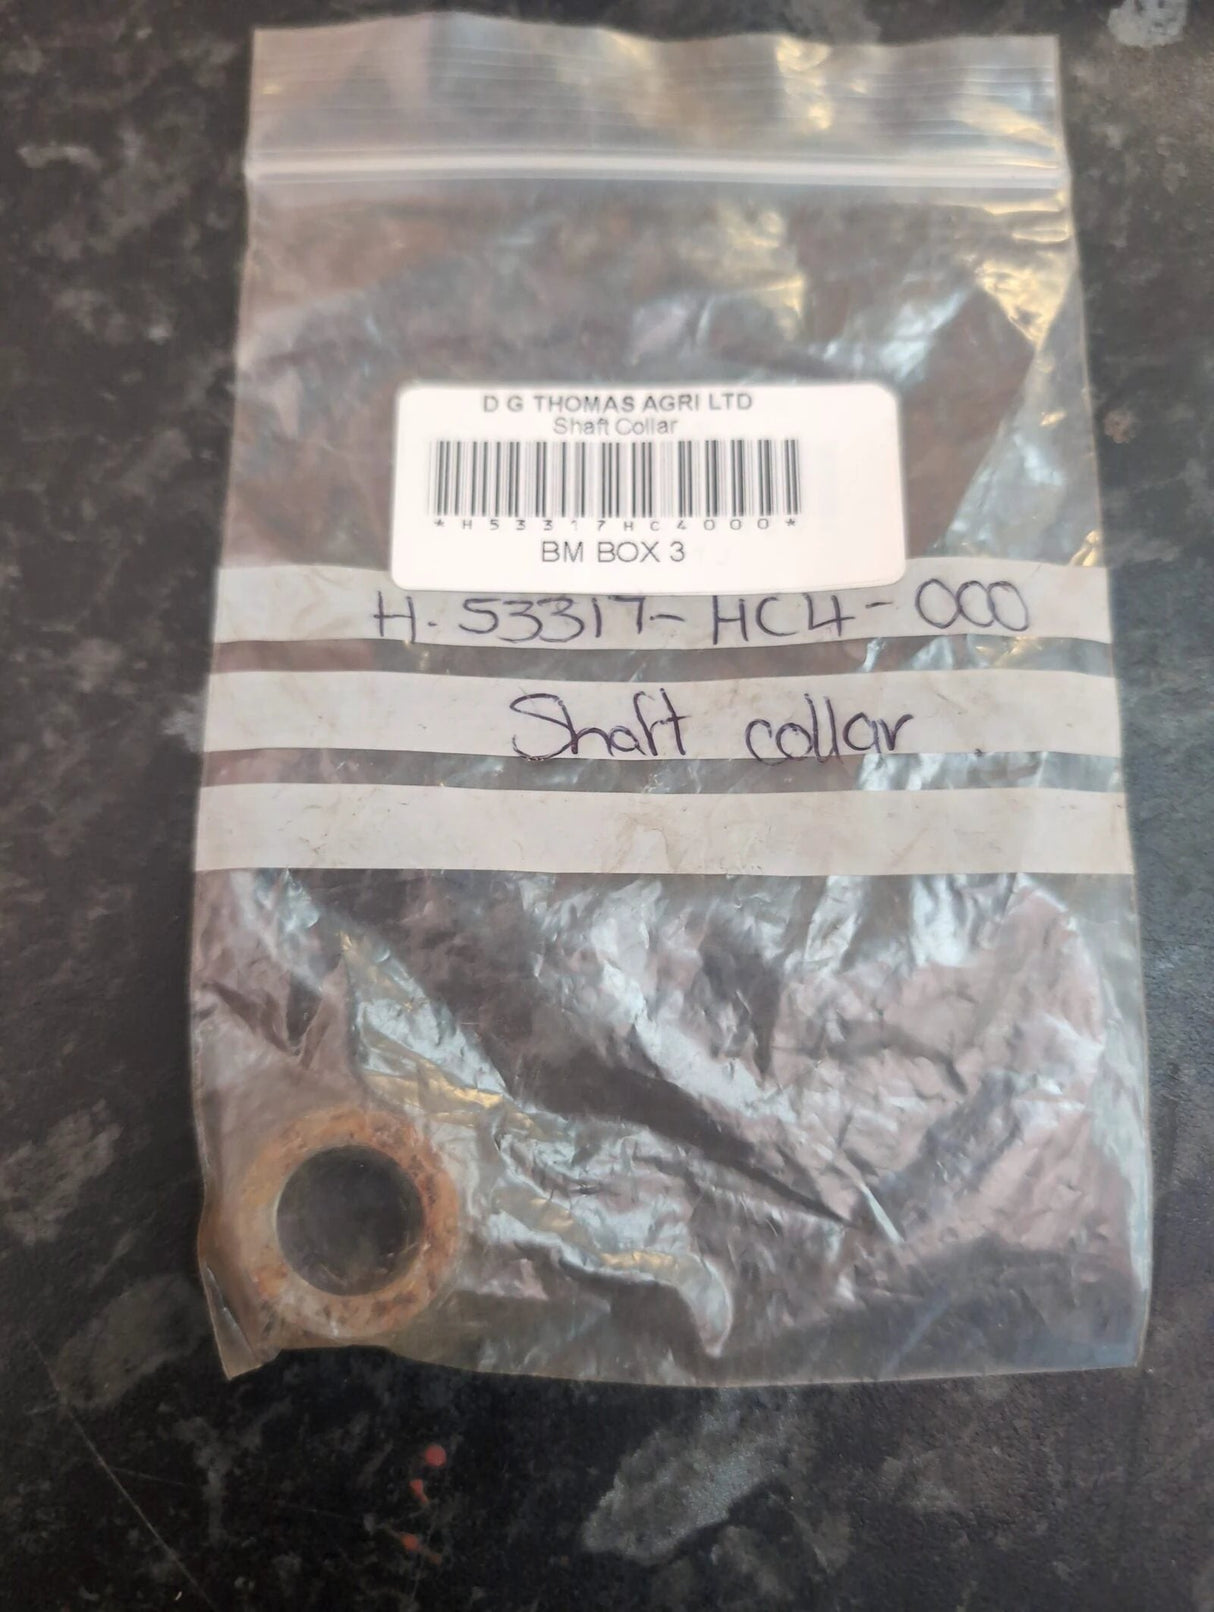 D G THOMAS AGRI LTD
Shaft Collar
*H53317HC4000*
BM BOX 3
H. 53317- HC4- 000
Shaft collar